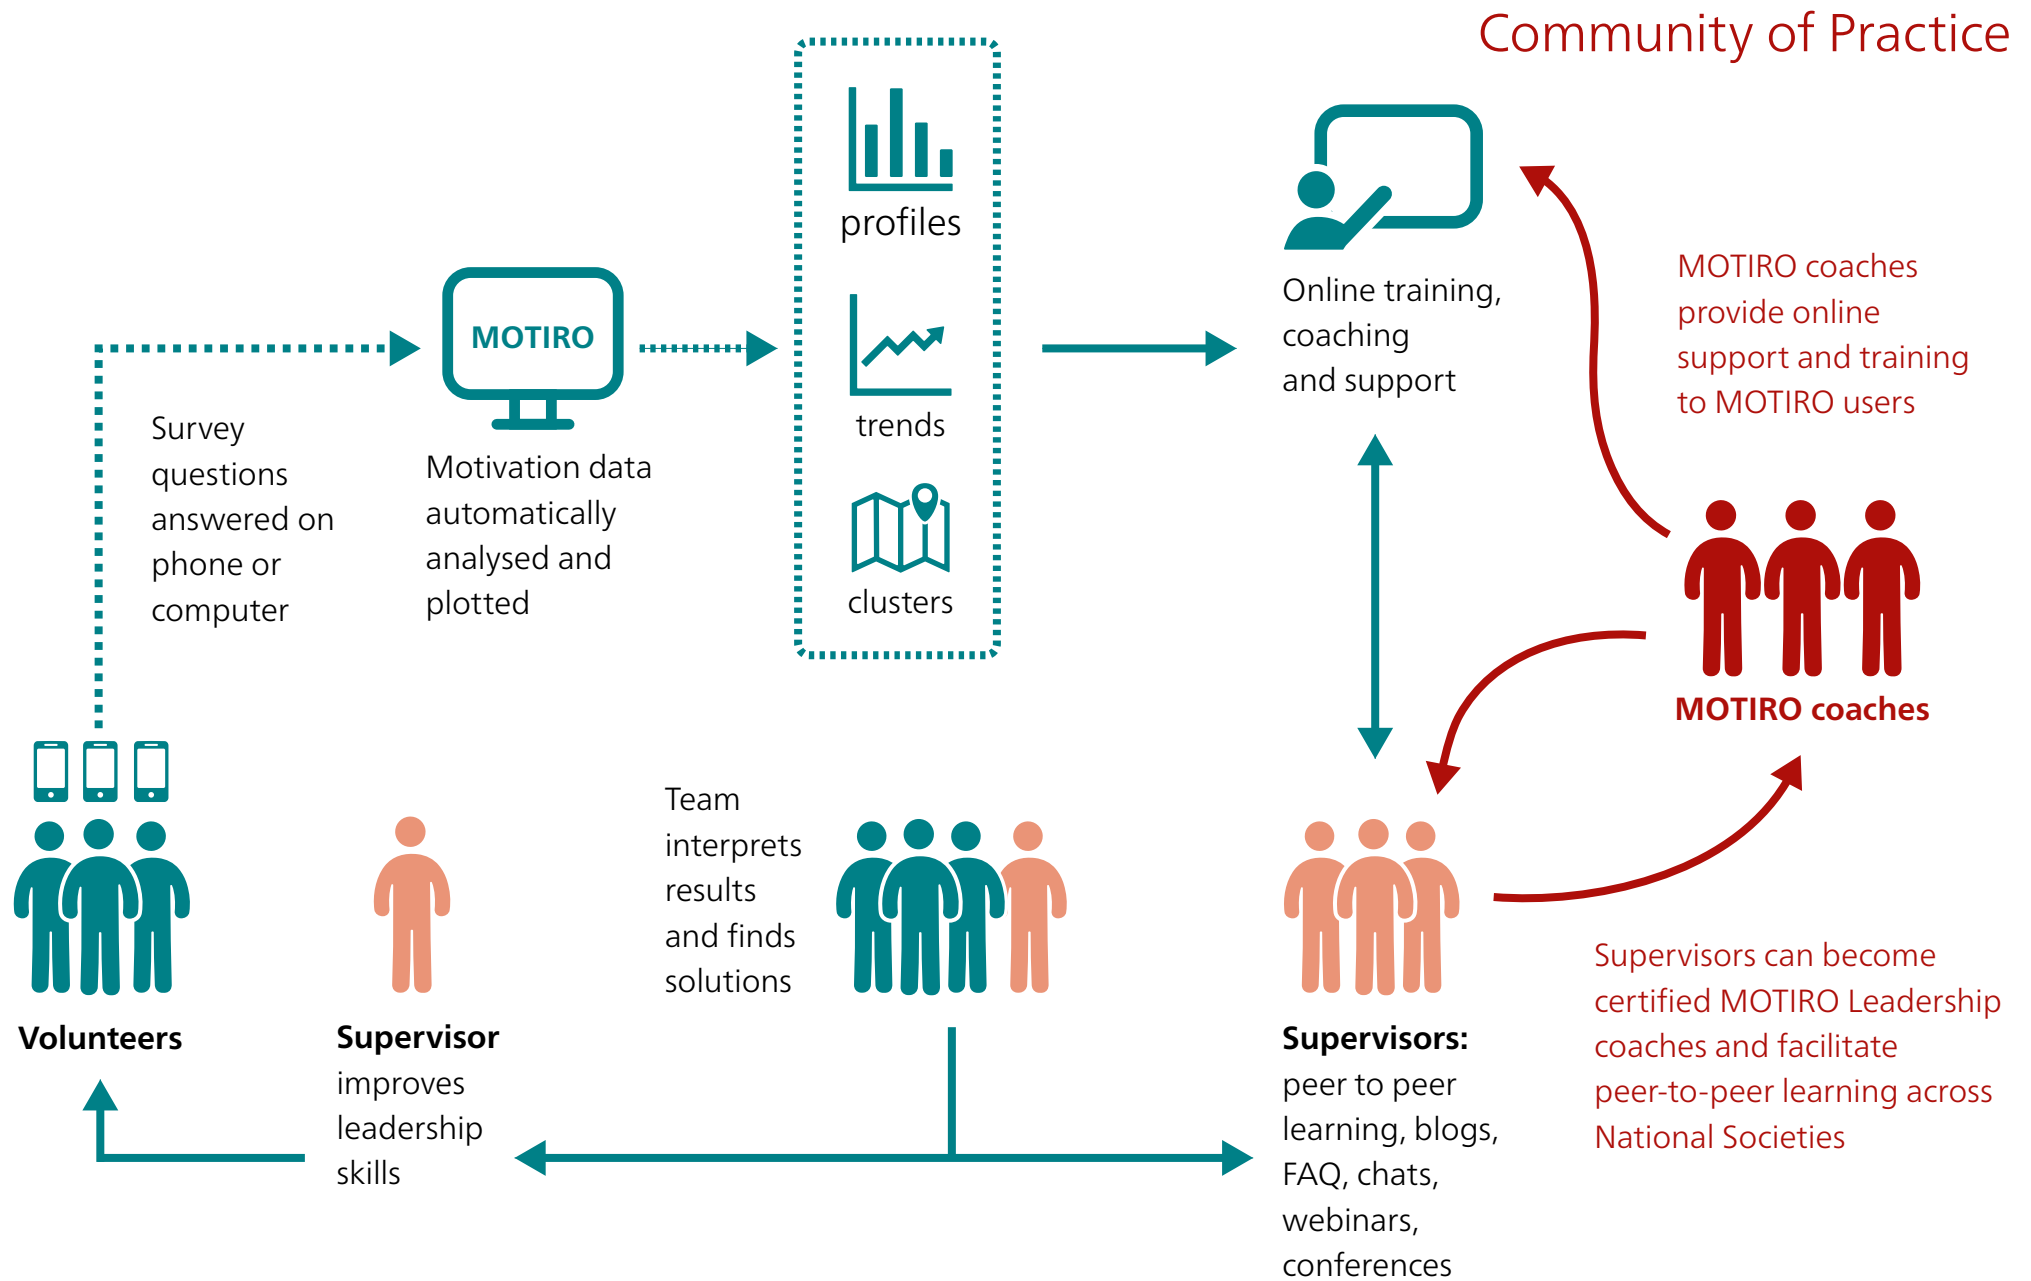 Community of Practice
profiles
trends
clusters
MOTIRO
Survey
questions
answered on
phone or
computer
Motivation data
automatically
analysed and
plotted
Online training,
coaching
and support
MOTIRO coaches
provide online
support and training
to MOTIRO users
MOTIRO coaches
Volunteers
Supervisor
improves
leadership
skills
Team
interprets
results
and finds
solutions
Supervisors:
peer to peer
learning, blogs,
FAQ, chats,
webinars,
conferences
Supervisors can become
certified MOTIRO Leadership
coaches and facilitate
peer-to-peer learning across
National Societies